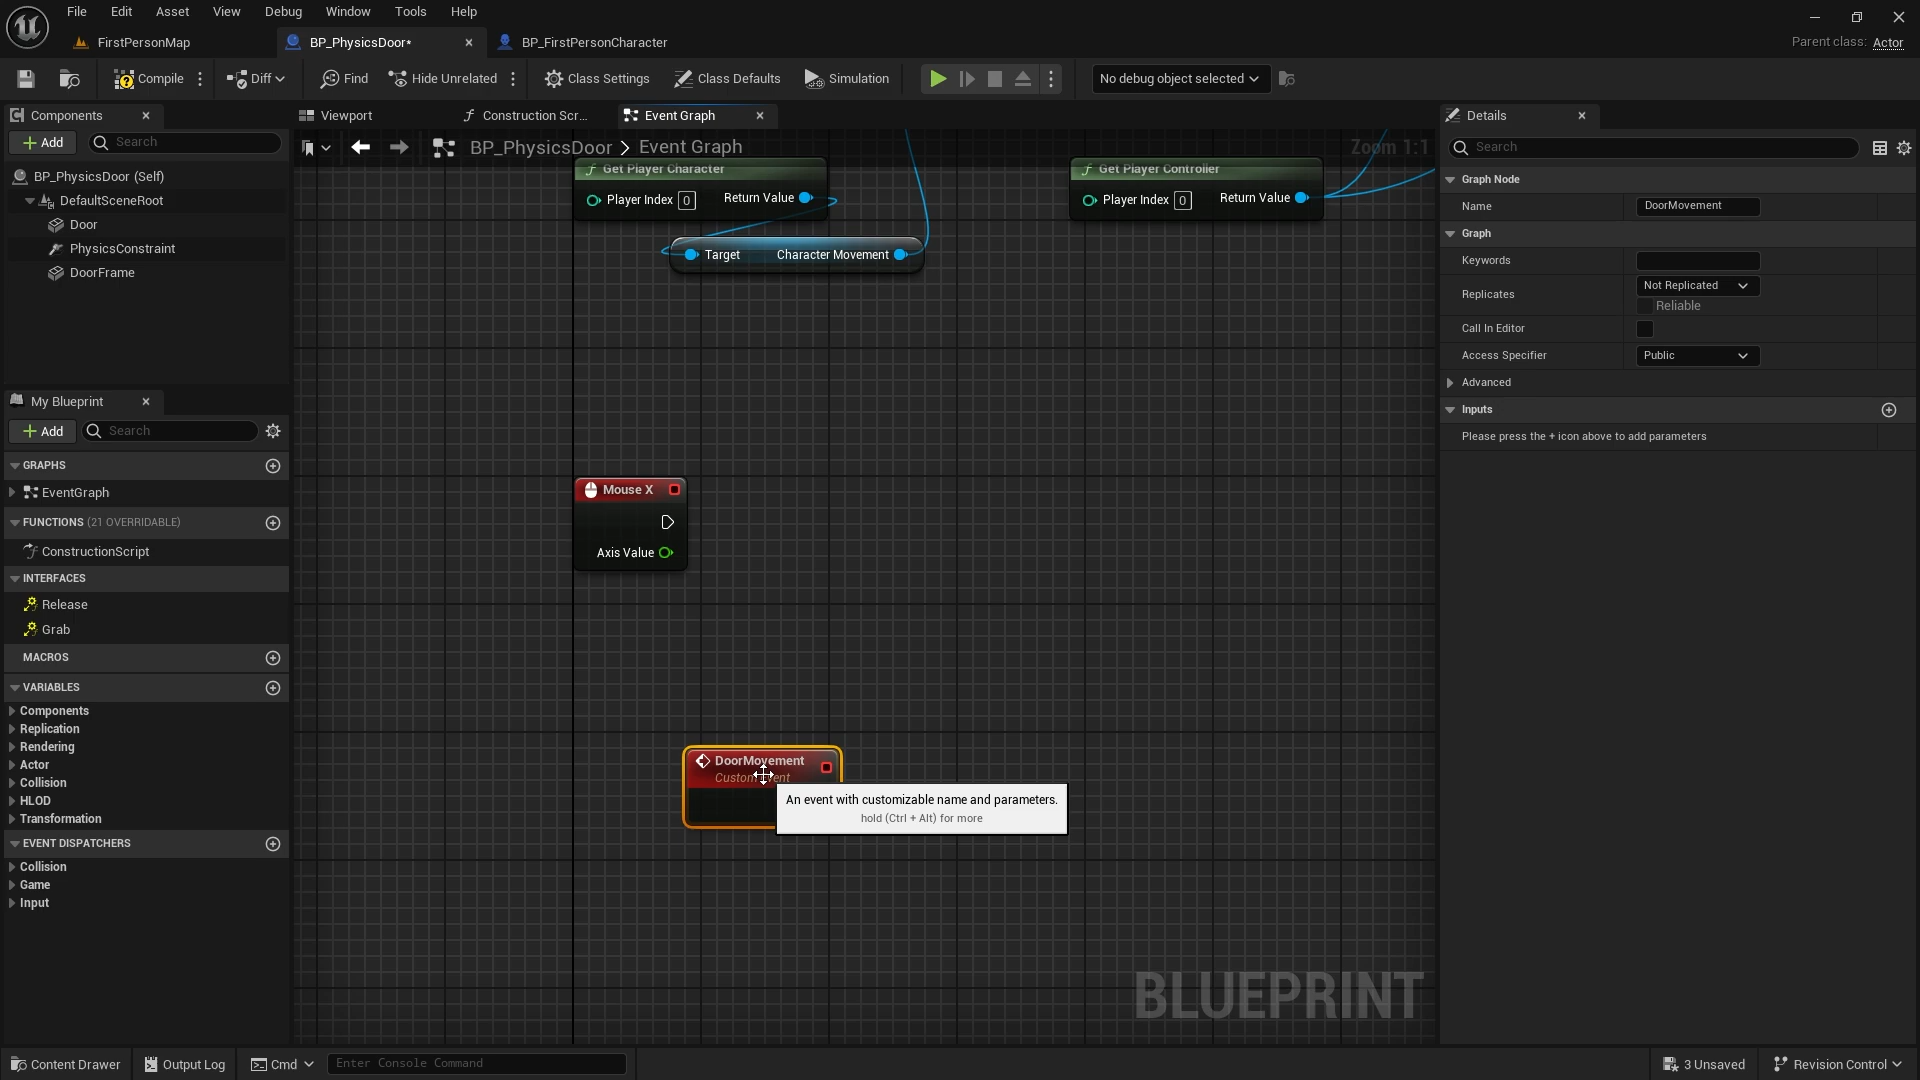 File Edit Asset View Debug Window Tools Help
FirstPersonMap BP_PhysicsDoor* BP_FirstPersonCharacter Parent class: Actor
Compile Diff Find Hide Unrelated Class Settings Class Defaults Simulation No debug object selected
Components
Add Search
BP_PhysicsDoor (Self)
DefaultSceneRoot
Door
PhysicsConstraint
DoorFrame
My Blueprint
Add Search
GRAPHS
EventGraph
FUNCTIONS (21 OVERRIDABLE)
ConstructionScript
INTERFACES
Release
Grab
MACROS
VARIABLES
Components
Replication
Rendering
Actor
Collision
HLOD
Transformation
EVENT DISPATCHERS
Collision
Game
Input
Viewport Construction Scr... Event Graph
BP_PhysicsDoor > Event Graph Zoom 1:1
Get Player Character
Player Index 0 Return Value
Target Character Movement
Get Player Controller
Player Index 0 Return Value
Mouse X
Axis Value
DoorMovement
Custom Event
An event with customizable name and parameters.
hold (Ctrl + Alt) for more
BLUEPRINT
Details
Search
Graph Node
Name DoorMovement
Graph
Keywords
Replicates Not Replicated
Reliable
Call In Editor
Access Specifier Public
Advanced
Inputs
Please press the + icon above to add parameters
Content Drawer Output Log Cmd Enter Console Command 3 Unsaved Revision Control